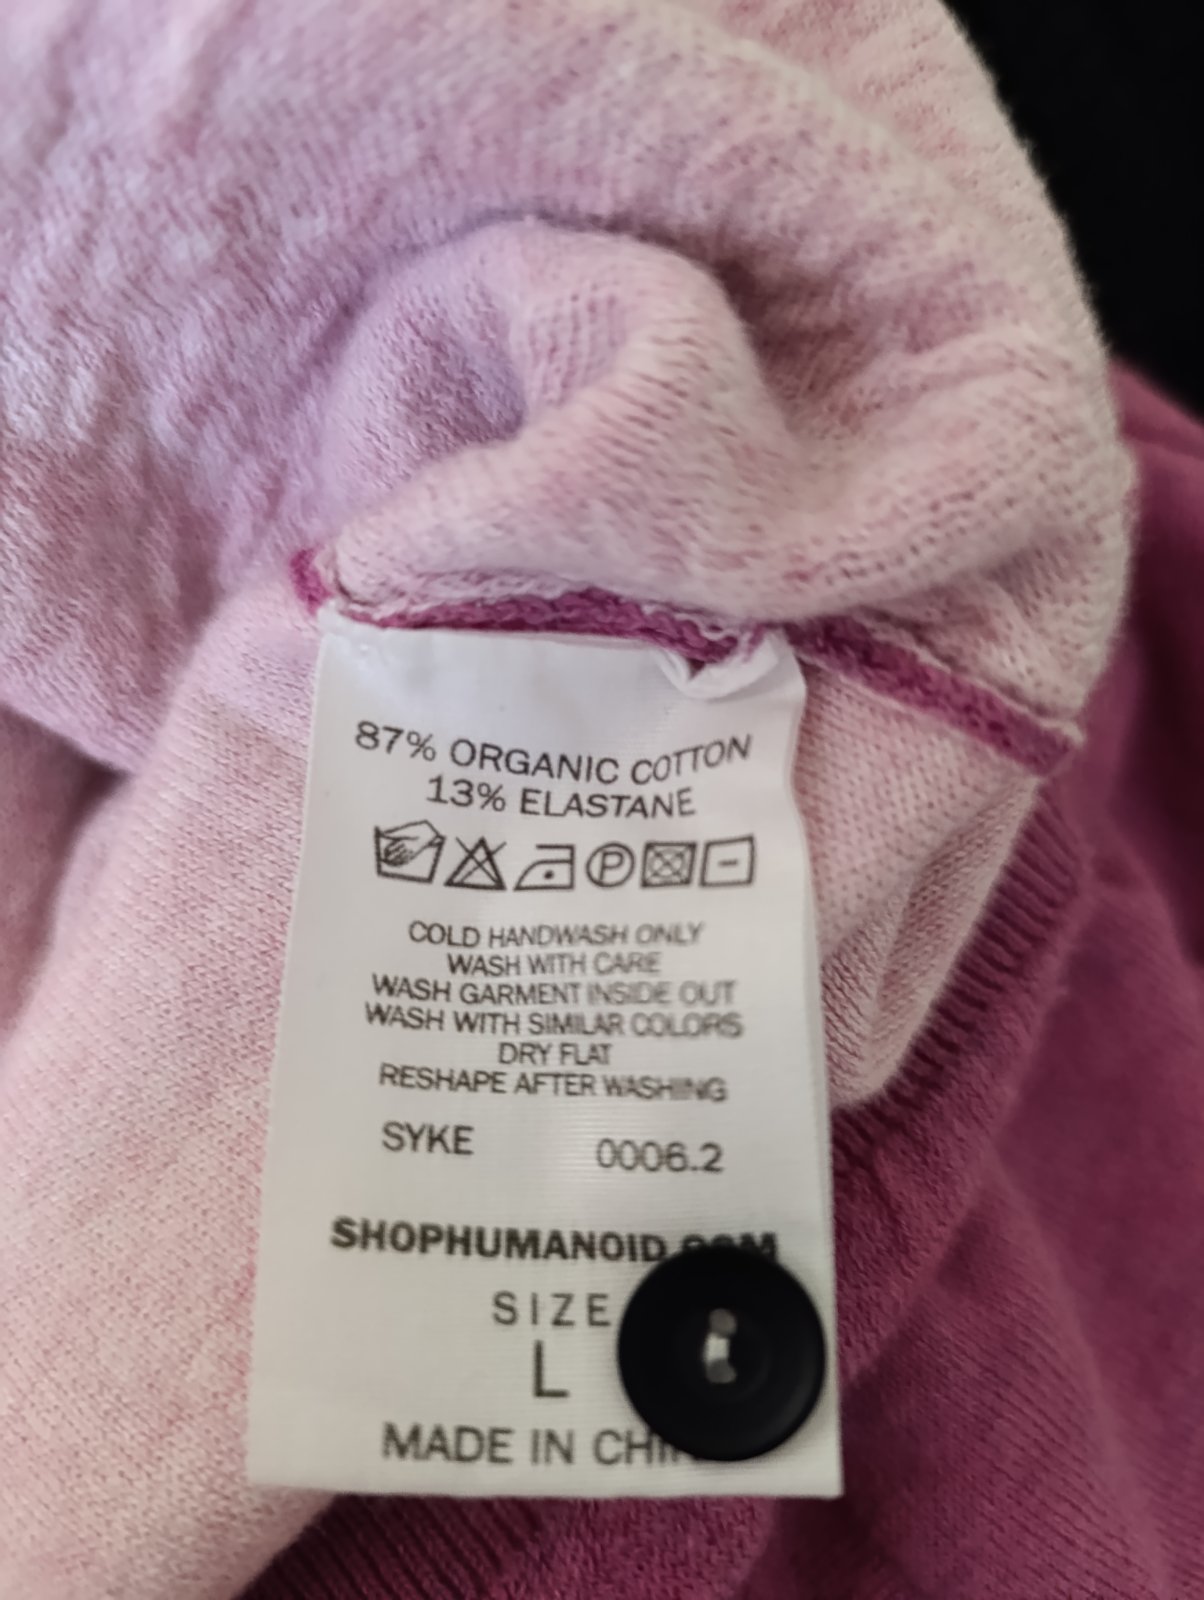 87% ORGANIC COTTON
13% ELASTANE
P
COLD HANDWASH ONLY
WASH WITH CARE
WASH GARMENT INSIDE OUT
WASH WITH SIMILAR COLORS
DRY FLAT
RESHAPE AFTER WASHING
SYKE 0006.2
SHOPHUMANOID.COM
SIZE
L
MADE IN